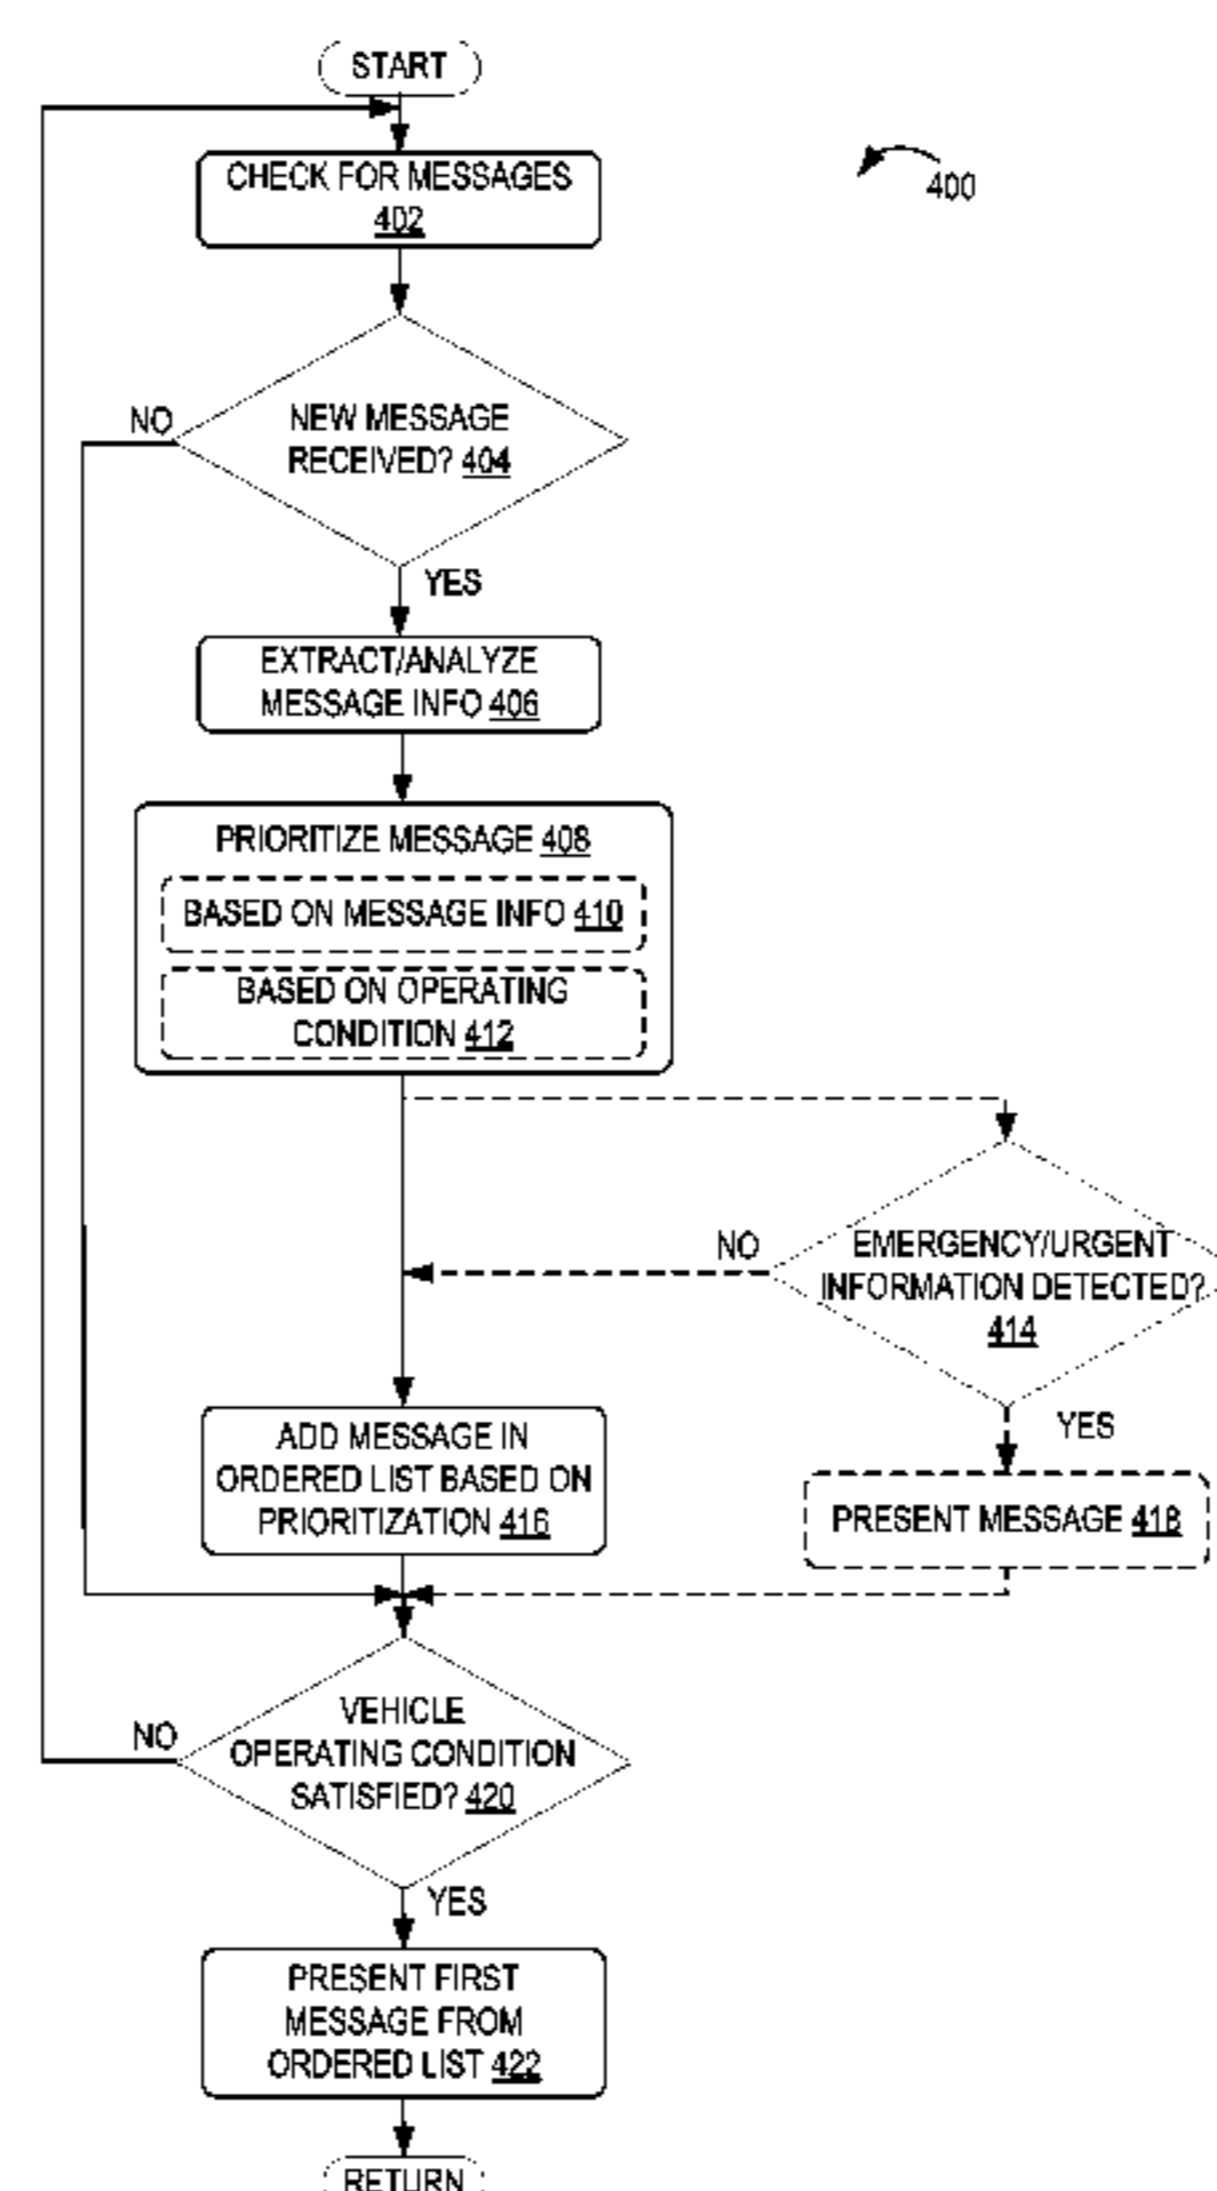 START
CHECK FOR MESSAGES
402
400
NEW MESSAGE
RECEIVED? 404
NO
YES
EXTRACT/ANALYZE
MESSAGE INFO 406
PRIORITIZE MESSAGE 408
BASED ON MESSAGE INFO 410
BASED ON OPERATING
CONDITION 412
EMERGENCY/URGENT
INFORMATION DETECTED?
414
NO
YES
ADD MESSAGE IN
ORDERED LIST BASED ON
PRIORITIZATION 416
PRESENT MESSAGE 418
VEHICLE
OPERATING CONDITION
SATISFIED? 420
NO
YES
PRESENT FIRST
MESSAGE FROM
ORDERED LIST 422
RETURN